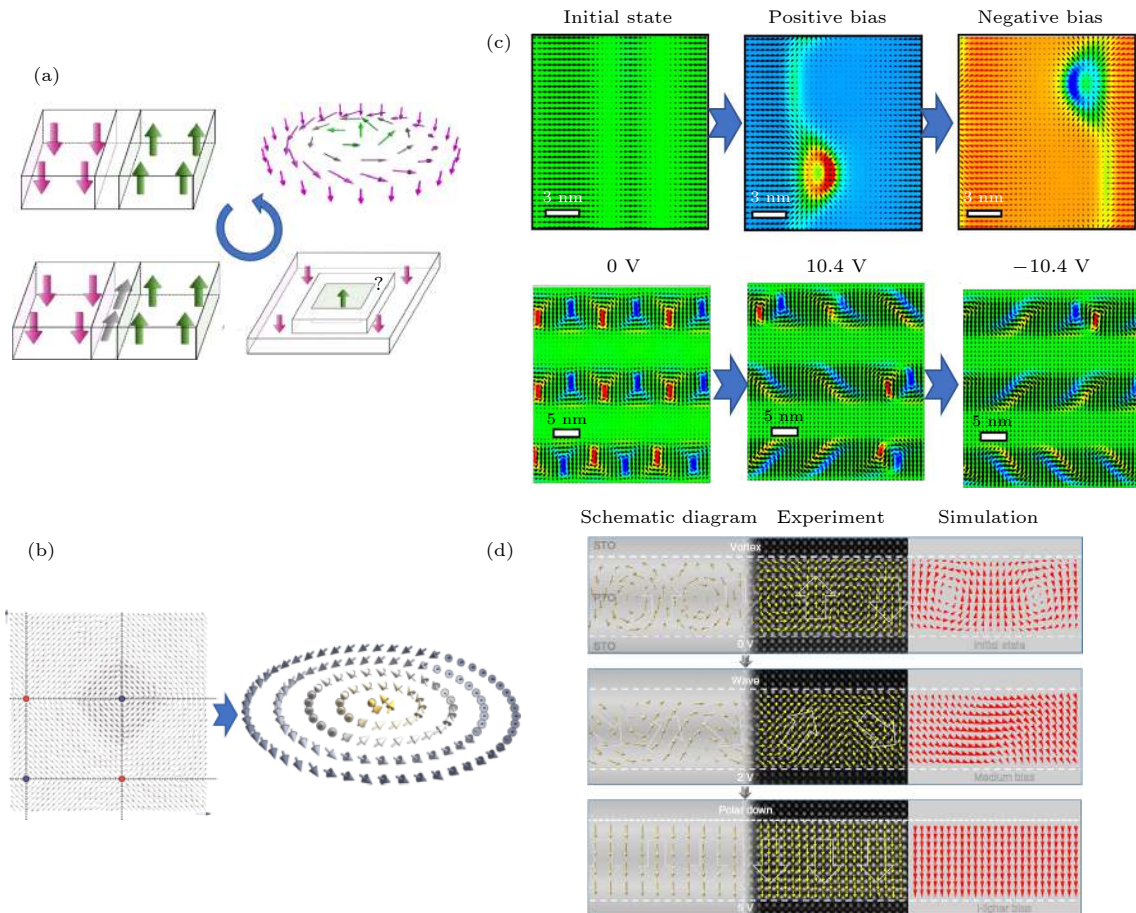 (a)
?
(b)
(c)
Initial state
Positive bias
Negative bias
3 nm
3 nm
3 nm
0 V
10.4 V
−10.4 V
5 nm
5 nm
5 nm
(d)
Schematic diagram
Experiment
Simulation
STO
Vortex
PTO
STO
0 V
Initial state
Wave
2 V
Medium bias
Polar down
5 V